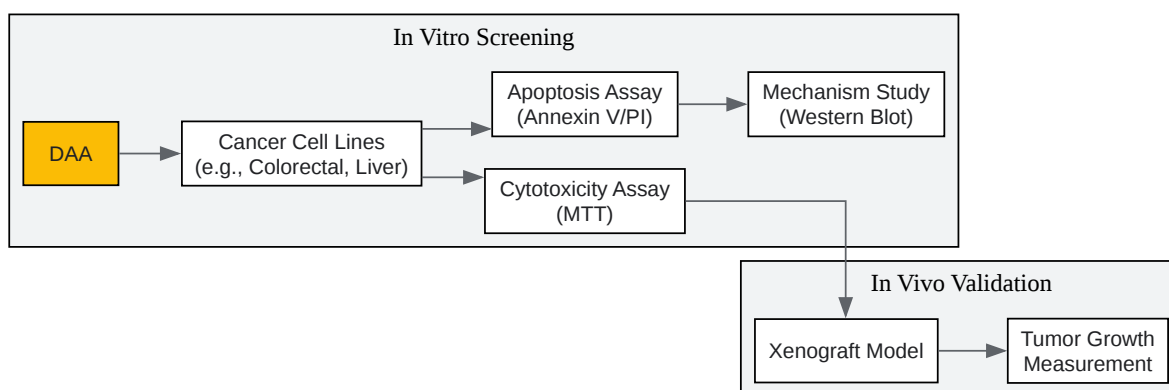 In Vitro Screening
DAA
Cancer Cell Lines
(e.g., Colorectal, Liver)
Apoptosis Assay
(Annexin V/PI)
Mechanism Study
(Western Blot)
Cytotoxicity Assay
(MTT)
In Vivo Validation
Xenograft Model
Tumor Growth
Measurement